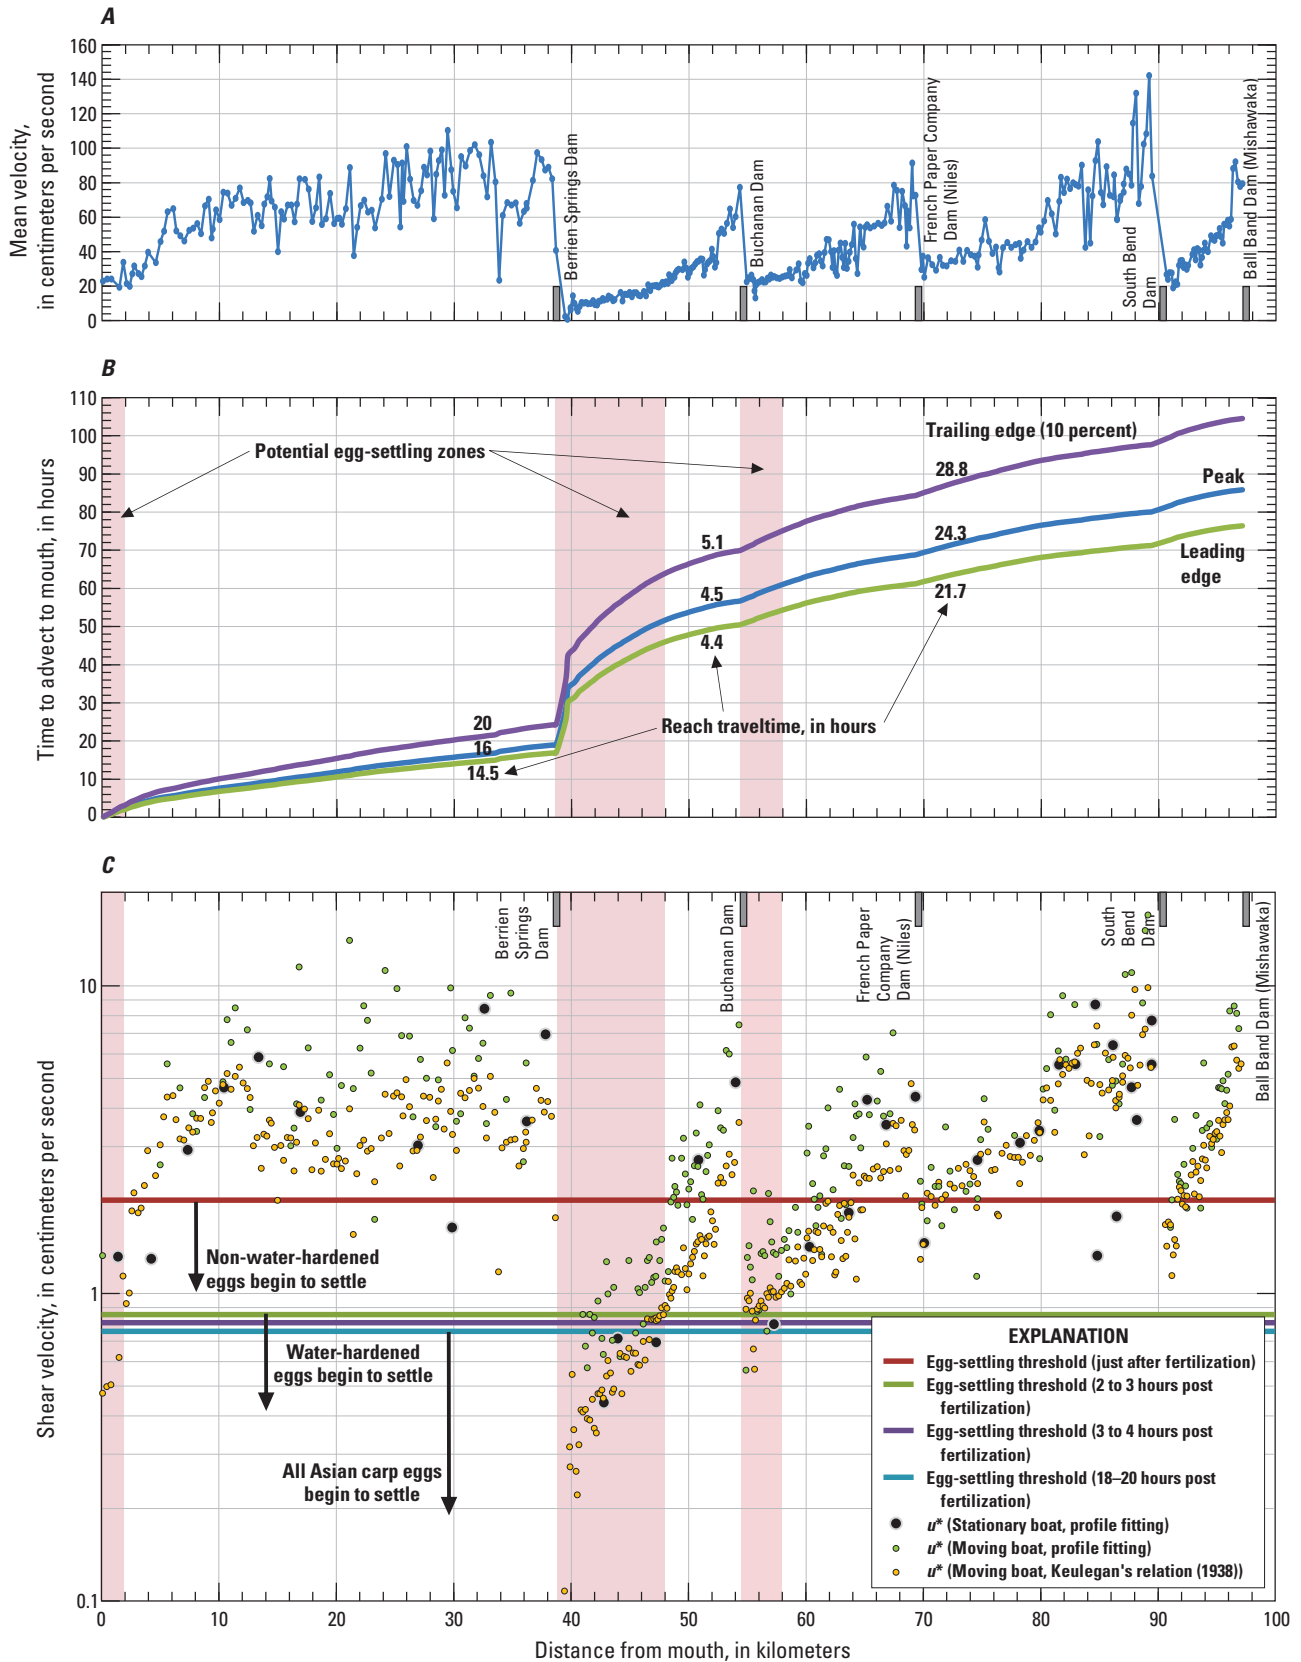 A
160
140
120
100
80
60
40
20
0
Mean velocity,
in centimeters per second
Berrien Springs Dam
Buchanan Dam
French Paper Company
Dam (Niles)
South Bend
Dam
Ball Band Dam (Mishawaka)
B
110
100
90
80
70
60
50
40
30
20
10
0
Time to advect to mouth, in hours
Potential egg-settling zones
Trailing edge (10 percent)
28.8
Peak
24.3
Leading
edge
21.7
5.1
4.5
4.4
Reach traveltime, in hours
20
16
14.5
C
10
1
0.1
Shear velocity, in centimeters per second
Berrien
Springs
Dam
Buchanan Dam
French Paper
Company
Dam (Niles)
South
Bend
Dam
Ball Band Dam (Mishawaka)
Non-water-hardened
eggs begin to settle
Water-hardened
eggs begin to settle
All Asian carp eggs
begin to settle
EXPLANATION
Egg-settling threshold (just after fertilization)
Egg-settling threshold (2 to 3 hours post
fertilization)
Egg-settling threshold (3 to 4 hours post
fertilization)
Egg-settling threshold (18–20 hours post
fertilization)
u* (Stationary boat, profile fitting)
u* (Moving boat, profile fitting)
u* (Moving boat, Keulegan's relation (1938))
0 10 20 30 40 50 60 70 80 90 100
Distance from mouth, in kilometers